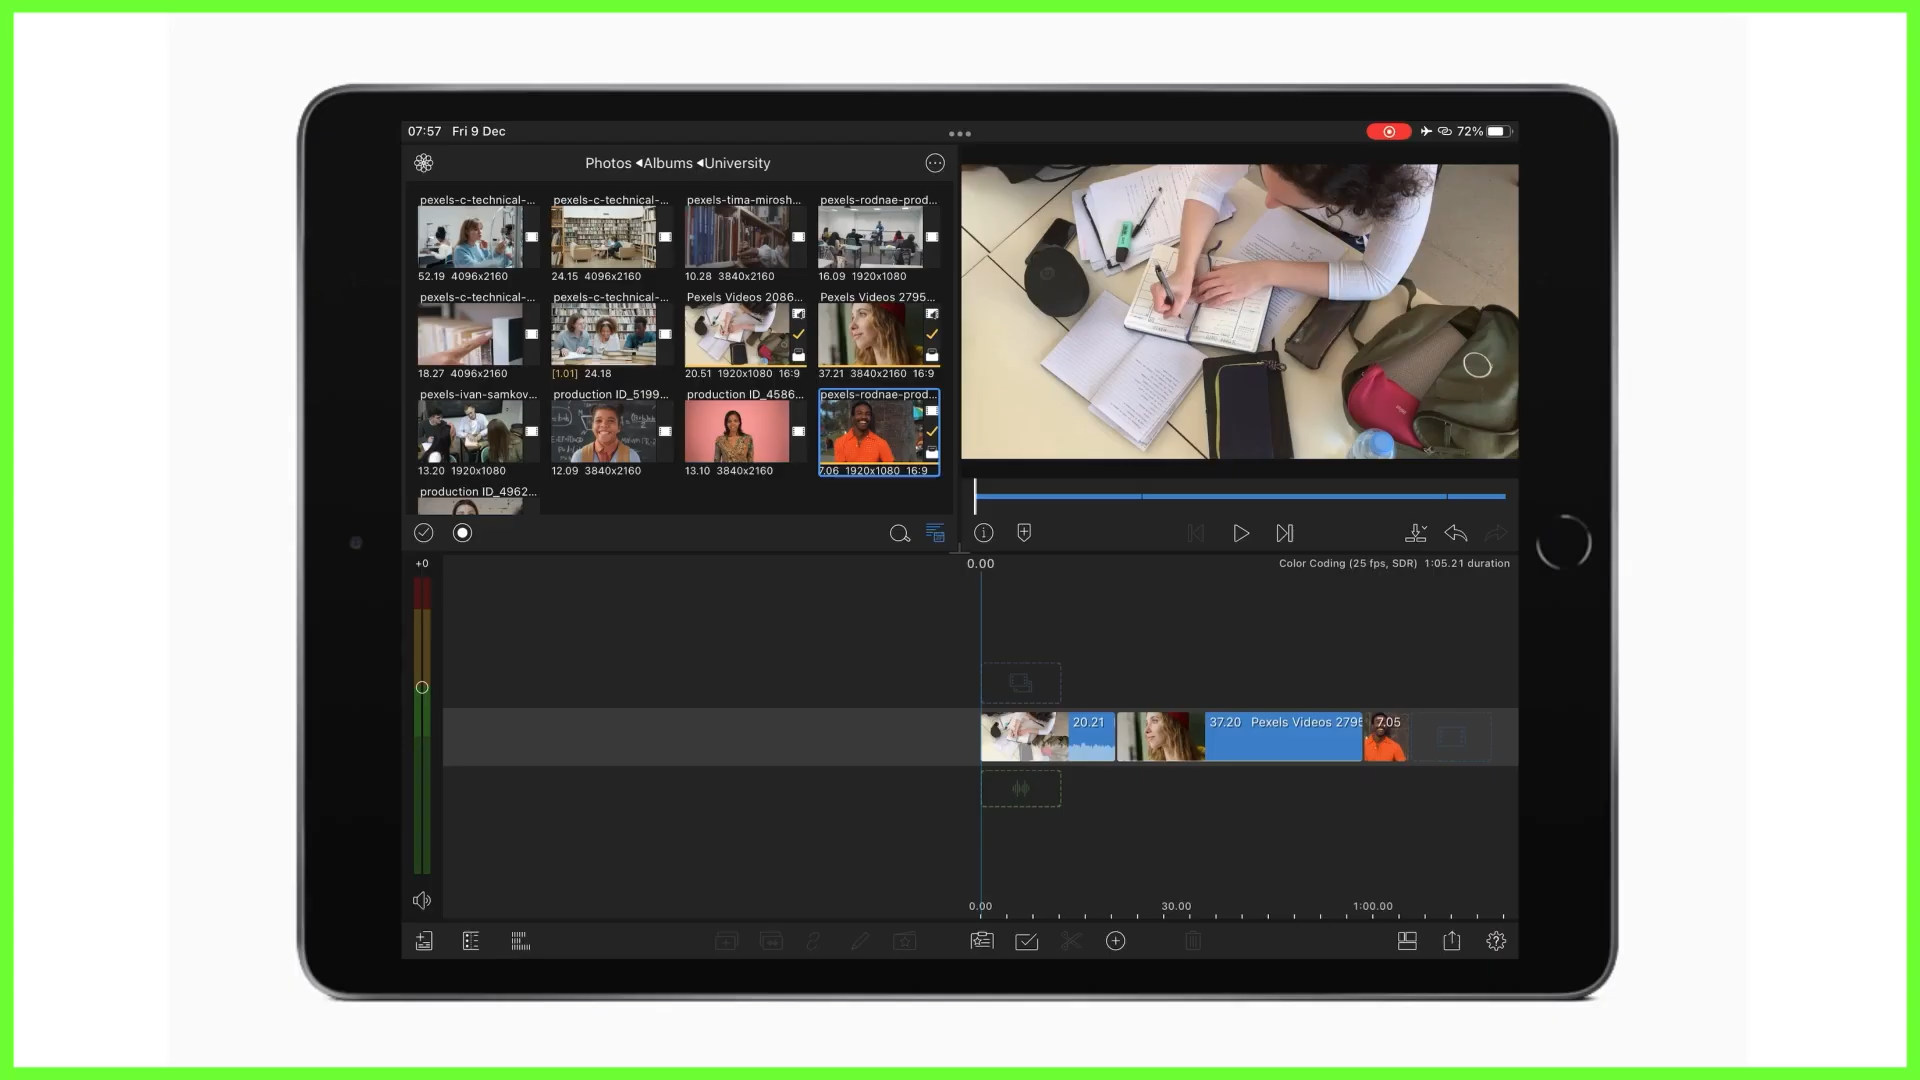 07:57 Fri 9 Dec
72%
Photos ◀Albums ◀University
pexels-c-technical-...
pexels-c-technical-...
pexels-tima-mirosh...
pexels-rodnae-prod...
52.19 4096x2160
24.15 4096x2160
10.28 3840x2160
16.09 1920x1080
pexels-c-technical-...
pexels-c-technical-...
Pexels Videos 2086...
Pexels Videos 2795...
18.27 4096x2160
[1.01] 24.18
20.51 1920x1080 16:9
37.21 3840x2160 16:9
pexels-ivan-samkov...
production ID_5199...
production ID_4586...
pexels-rodnae-prod...
13.20 1920x1080
12.09 3840x2160
13.10 3840x2160
7.06 1920x1080 16:9
production ID_4962...
+0
0.00
Color Coding (25 fps, SDR) 1:05.21 duration
20.21
37.20 Pexels Videos 2795
7.05
0.00
30.00
1:00.00